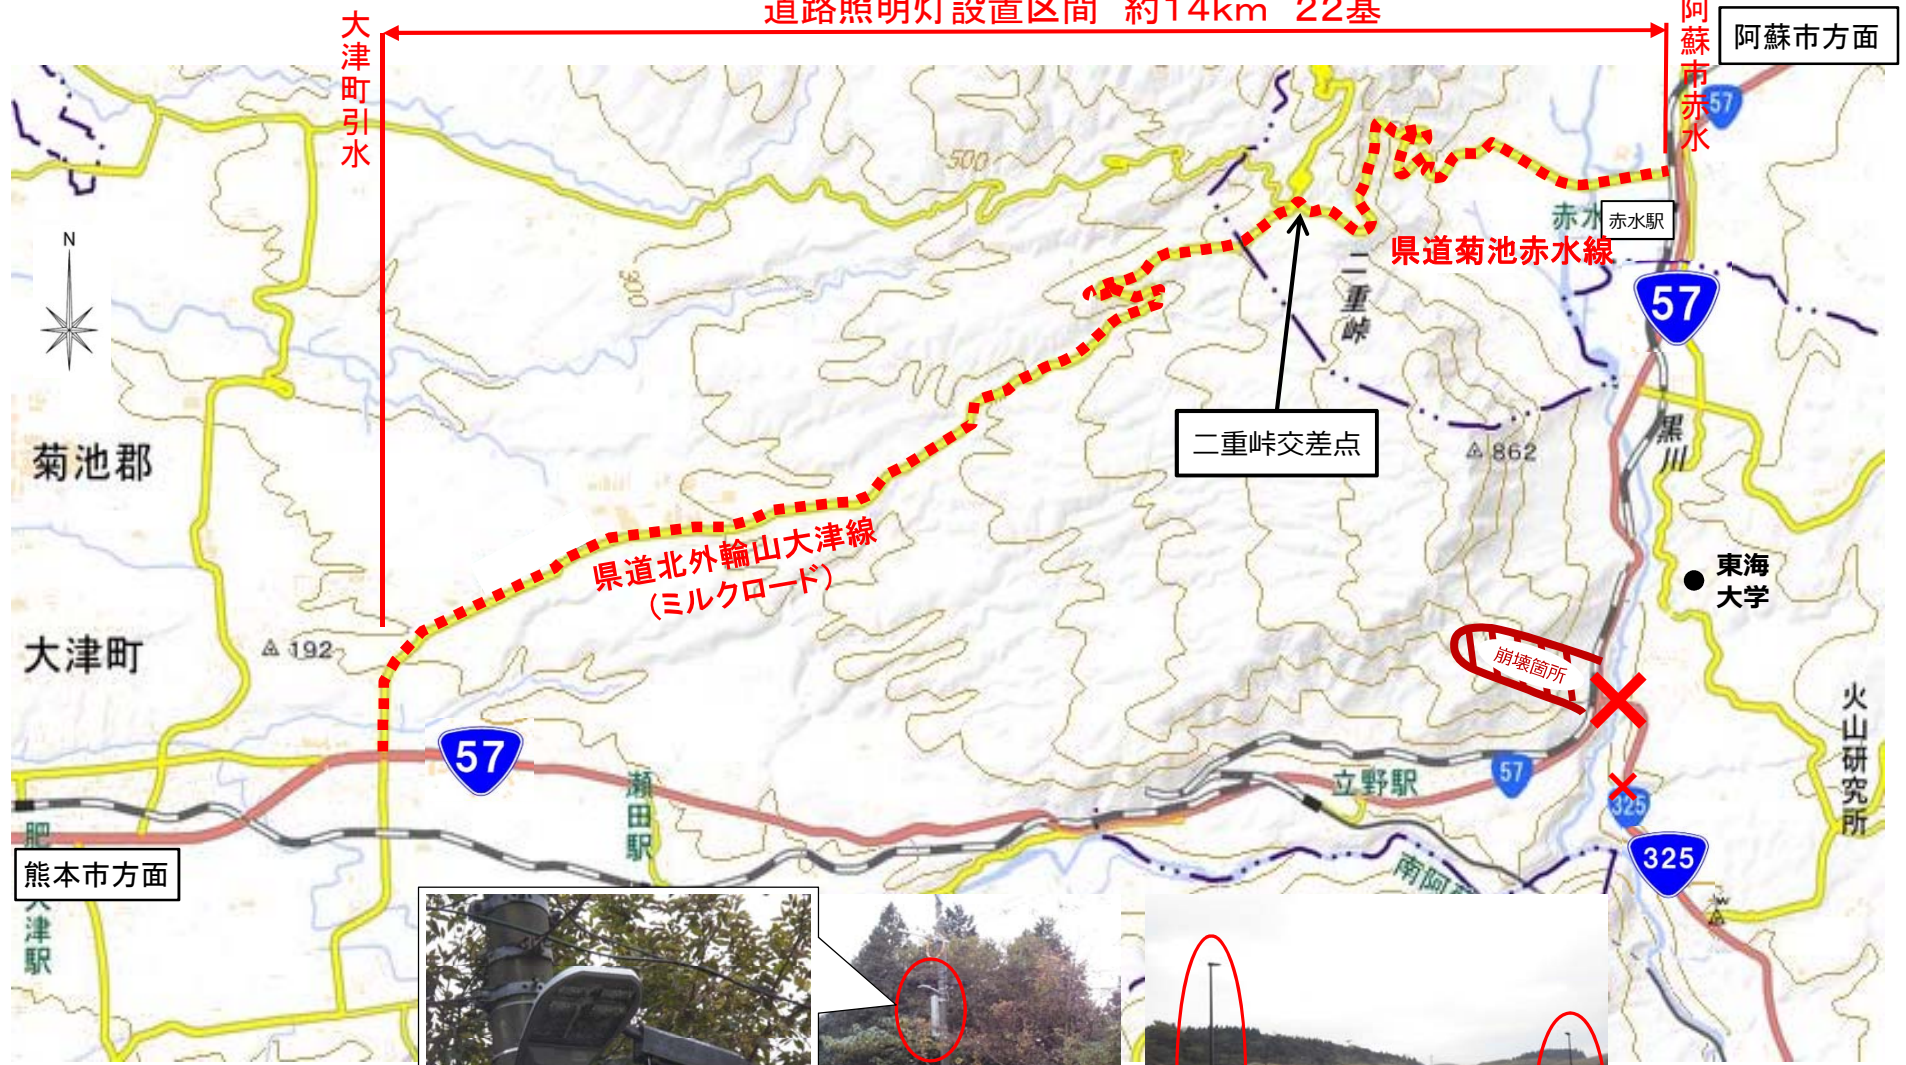 道路照明灯設置区間 約14km 22基
大津町引水
阿蘇市赤水
阿蘇市方面
57
500
300
N
赤水
赤水駅
県道菊池赤水線
57
二重峠
二重峠交差点
862
黒川
菊池郡
県道北外輪山大津線
（ミルクロード）
東海
大学
大津町
192
崩壊箇所
火山研究所
57
瀬田駅
立野駅
57
325
325
熊本市方面
肥
大津駅
南阿